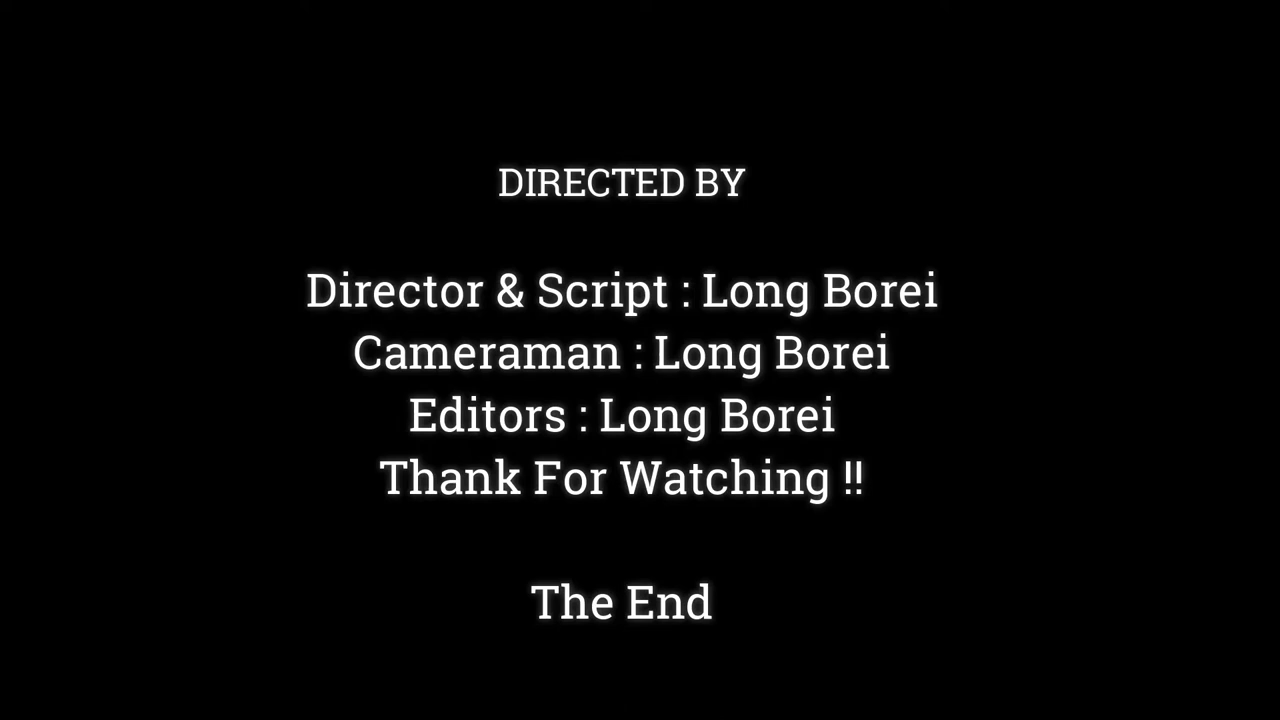 DIRECTED BY
Director & Script : Long Borei
Cameraman : Long Borei
Editors : Long Borei
Thank For Watching !!
The End